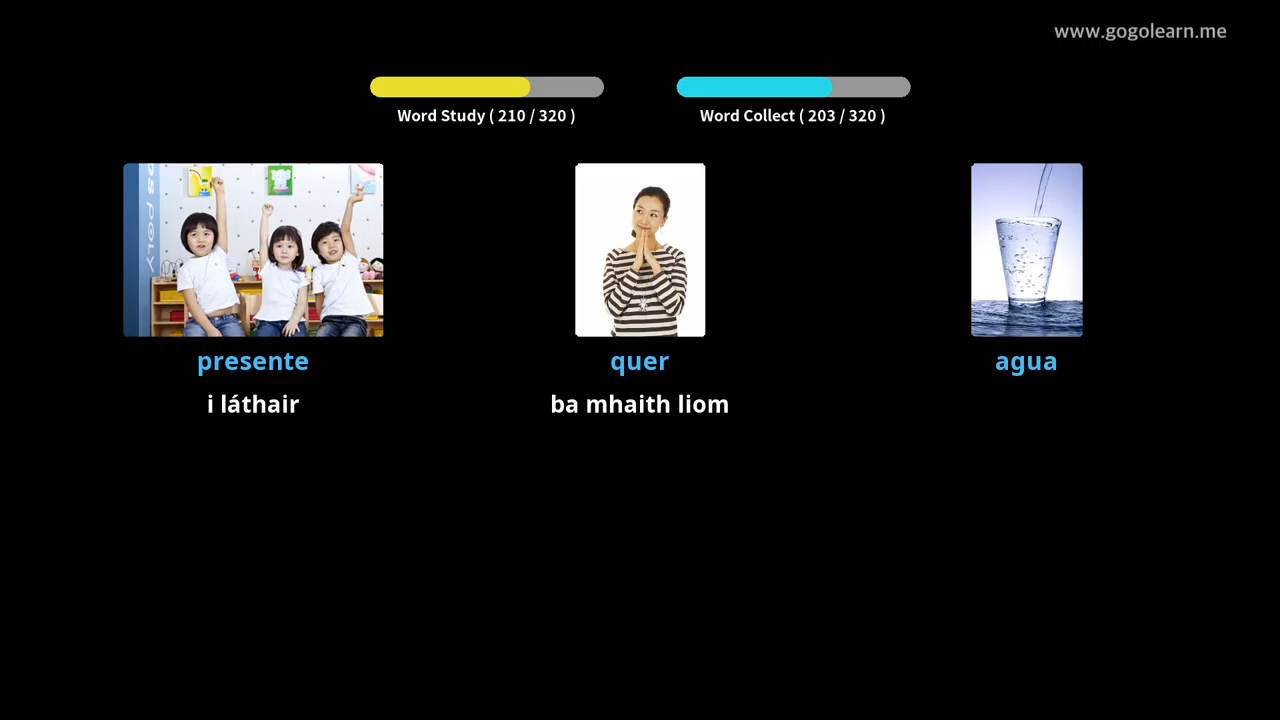 www.gogolearn.me
Word Study ( 210 / 320 )
Word Collect ( 203 / 320 )
presente
quer
agua
i láthair
ba mhaith liom